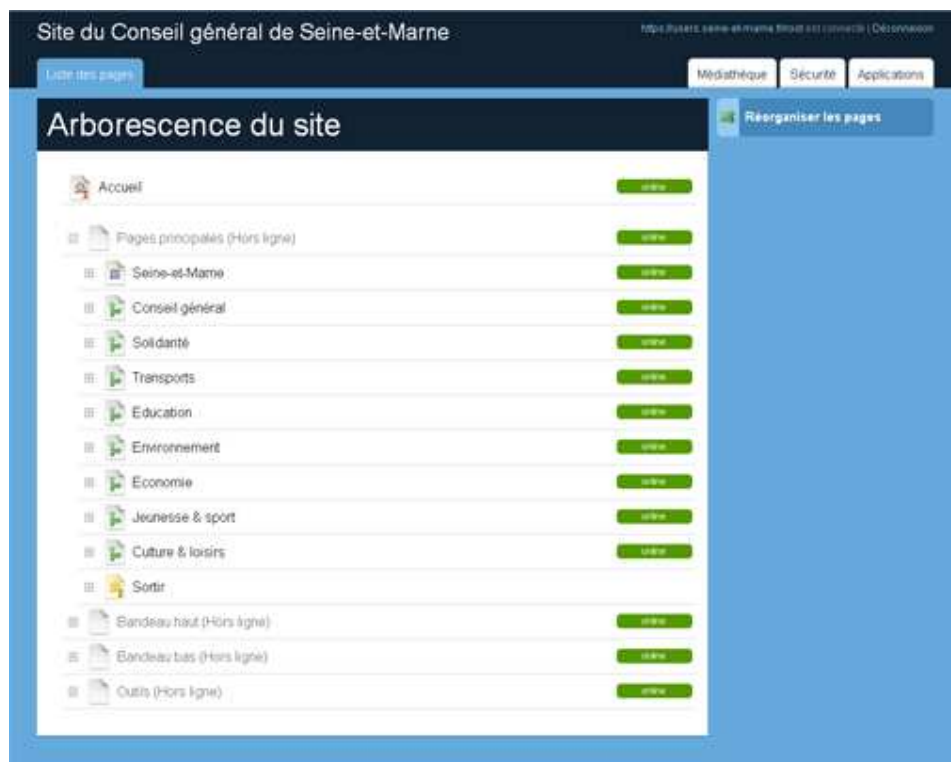 Site du Conseil général de Seine-et-Marne
est connecté | Déconnexion
Liste des pages
Médiathèque Sécurité Applications
Arborescence du site
Réorganiser les pages
Accueil online
Pages principales (Hors ligne) online
Seine-et-Marne online
Conseil général online
Solidarité online
Transports online
Education online
Environnement online
Economie online
Jeunesse & sport online
Culture & loisirs online
Sortir
Bandeau haut (Hors ligne) online
Bandeau bas (Hors ligne) online
Outils (Hors ligne) online